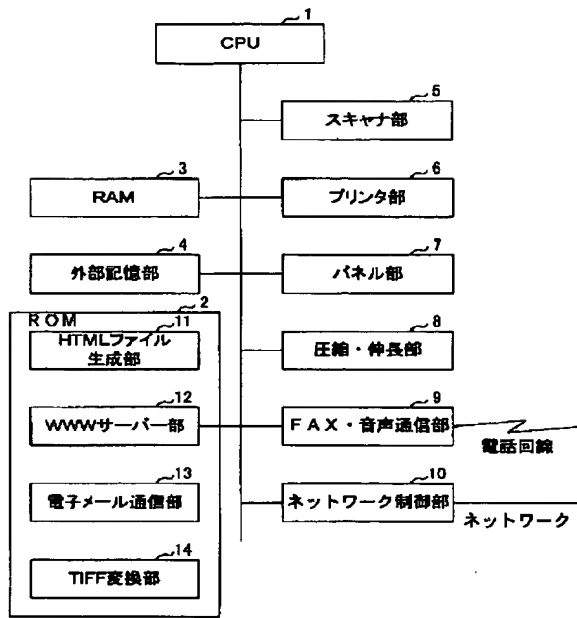 1
CPU
5
スキャナ部
3
RAM
6
プリンタ部
4
外部記憶部
7
パネル部
2
ROM
11
HTMLファイル
生成部
8
圧縮・伸長部
12
WWWサーバー部
9
FAX・音声通信部
電話回線
13
電子メール通信部
10
ネットワーク制御部
ネットワーク
14
TIFF変換部